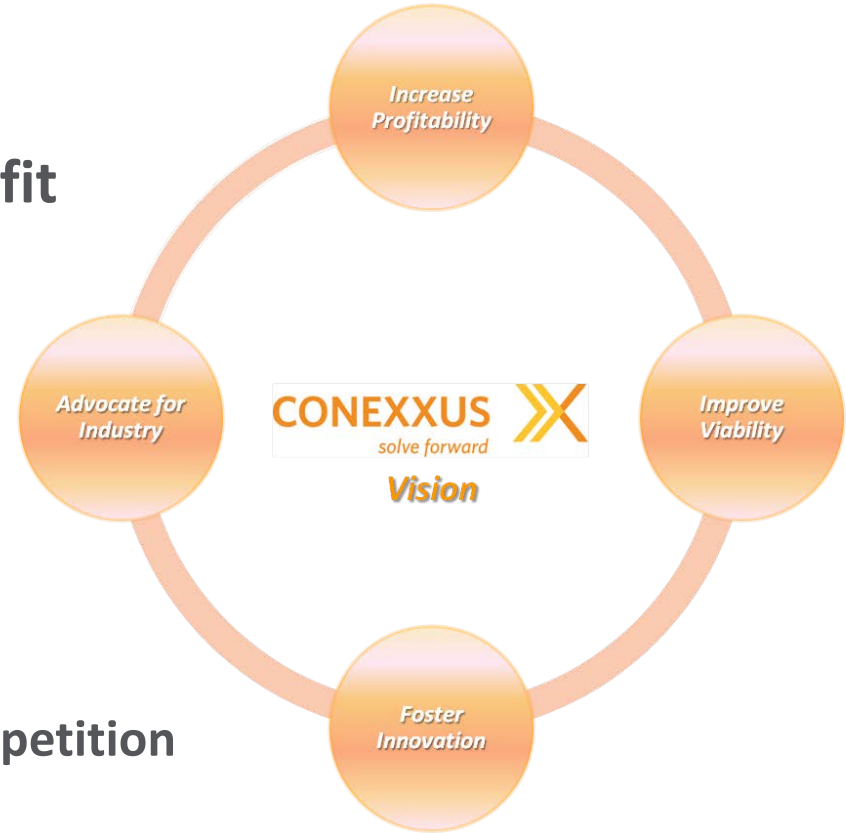 Increase
Profitability
fit
Advocate for
Industry
CONEXXUS
solve forward
Vision
Improve
Viability
Foster
Innovation
petition